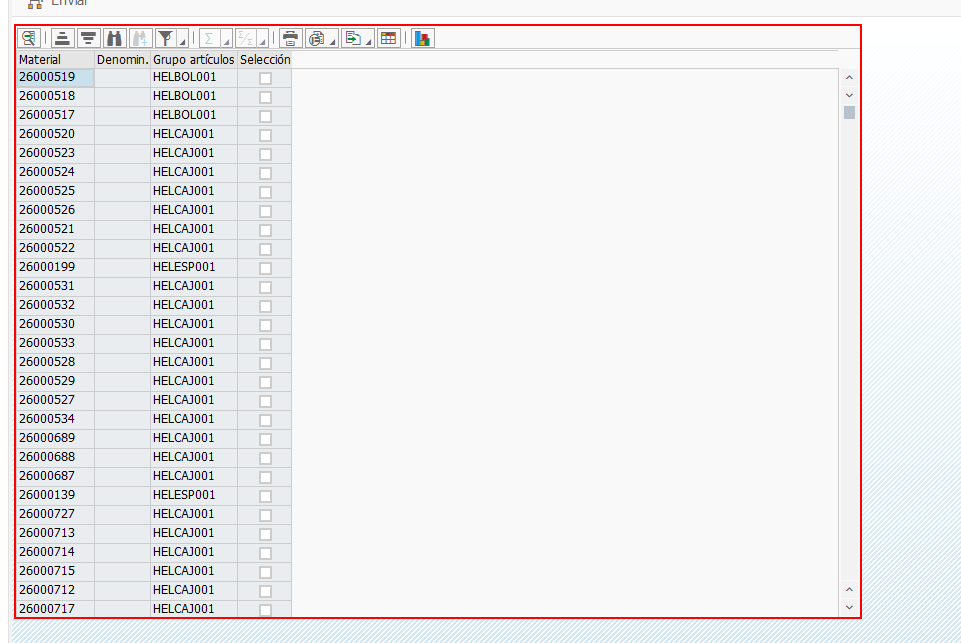 Enviar
Material Denomin. Grupo artículos Selección
26000519 HELBOL001
26000518 HELBOL001
26000517 HELBOL001
26000520 HELCAJ001
26000523 HELCAJ001
26000524 HELCAJ001
26000525 HELCAJ001
26000526 HELCAJ001
26000521 HELCAJ001
26000522 HELCAJ001
26000199 HELESP001
26000531 HELCAJ001
26000532 HELCAJ001
26000530 HELCAJ001
26000533 HELCAJ001
26000528 HELCAJ001
26000529 HELCAJ001
26000527 HELCAJ001
26000534 HELCAJ001
26000689 HELCAJ001
26000688 HELCAJ001
26000687 HELCAJ001
26000139 HELESP001
26000727 HELCAJ001
26000713 HELCAJ001
26000714 HELCAJ001
26000715 HELCAJ001
26000712 HELCAJ001
26000717 HELCAJ001